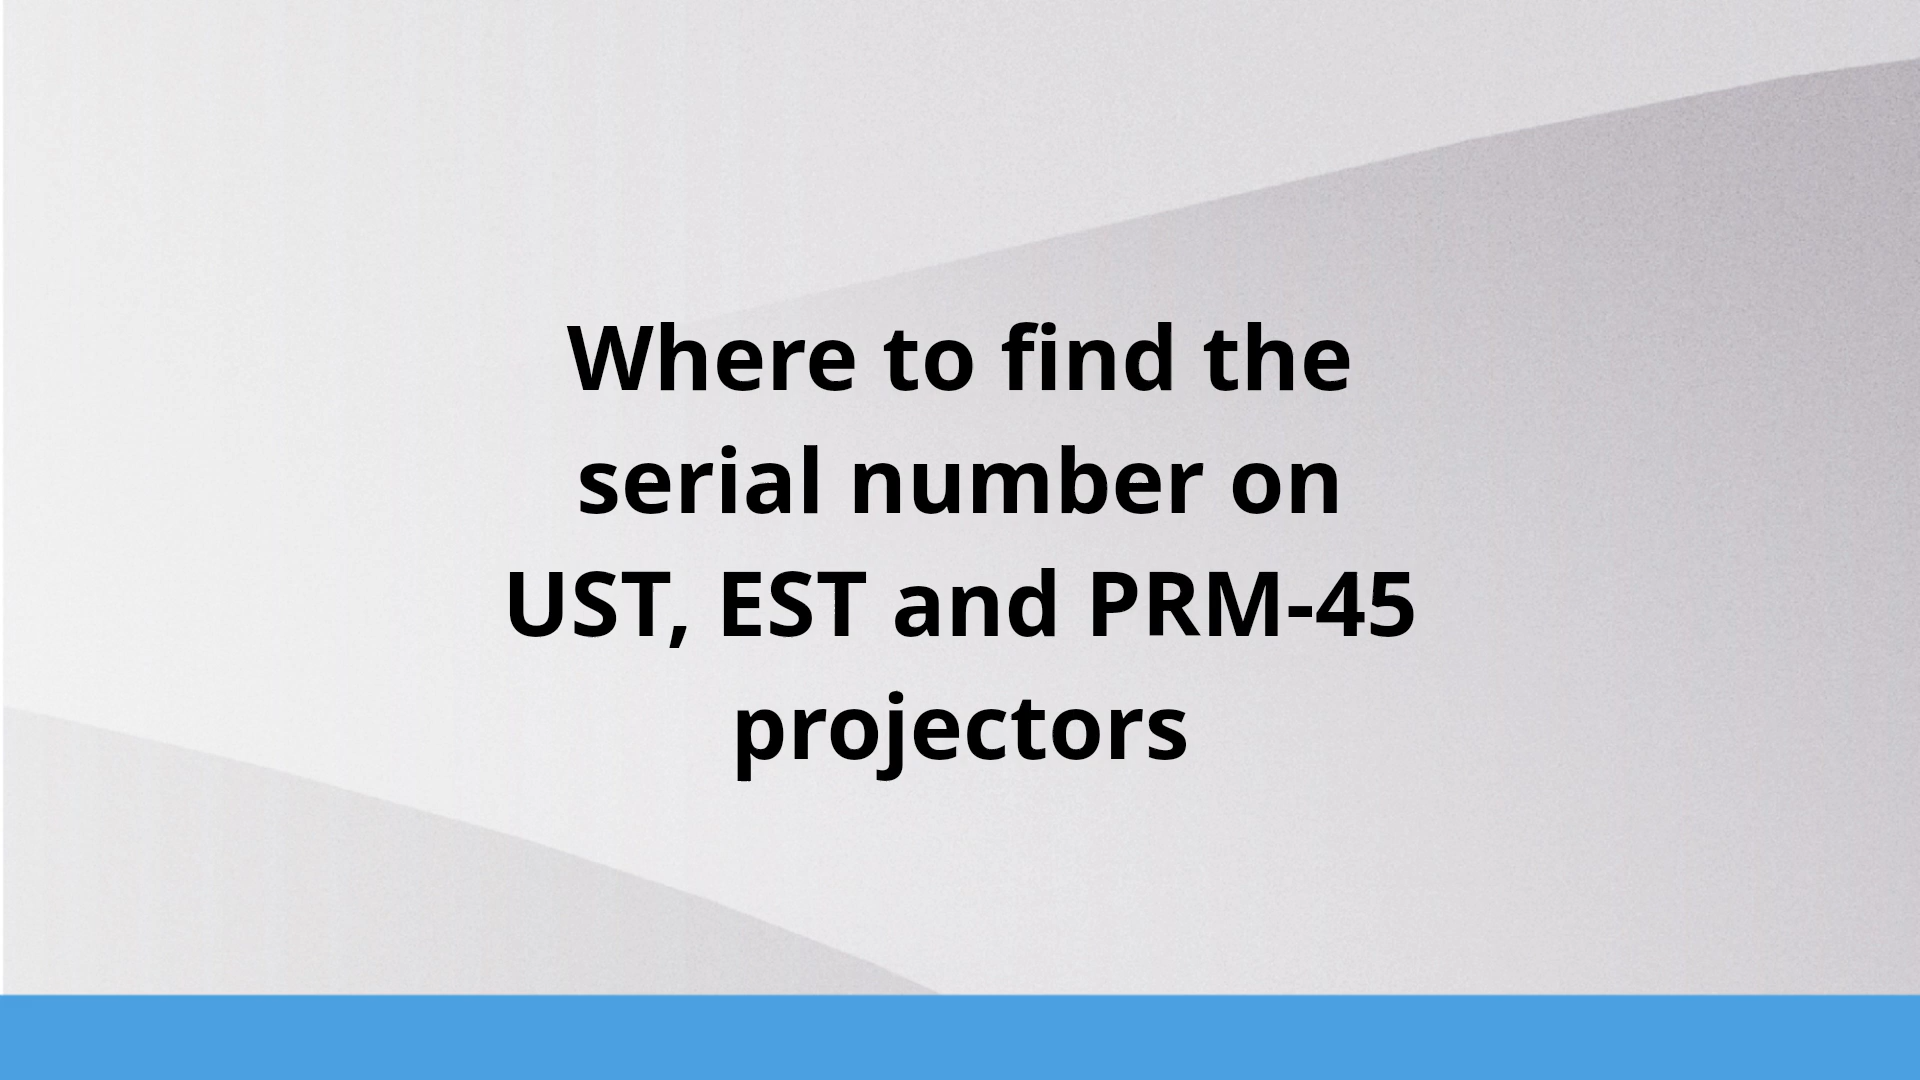 Where to find the
serial number on
UST, EST and PRM-45
projectors